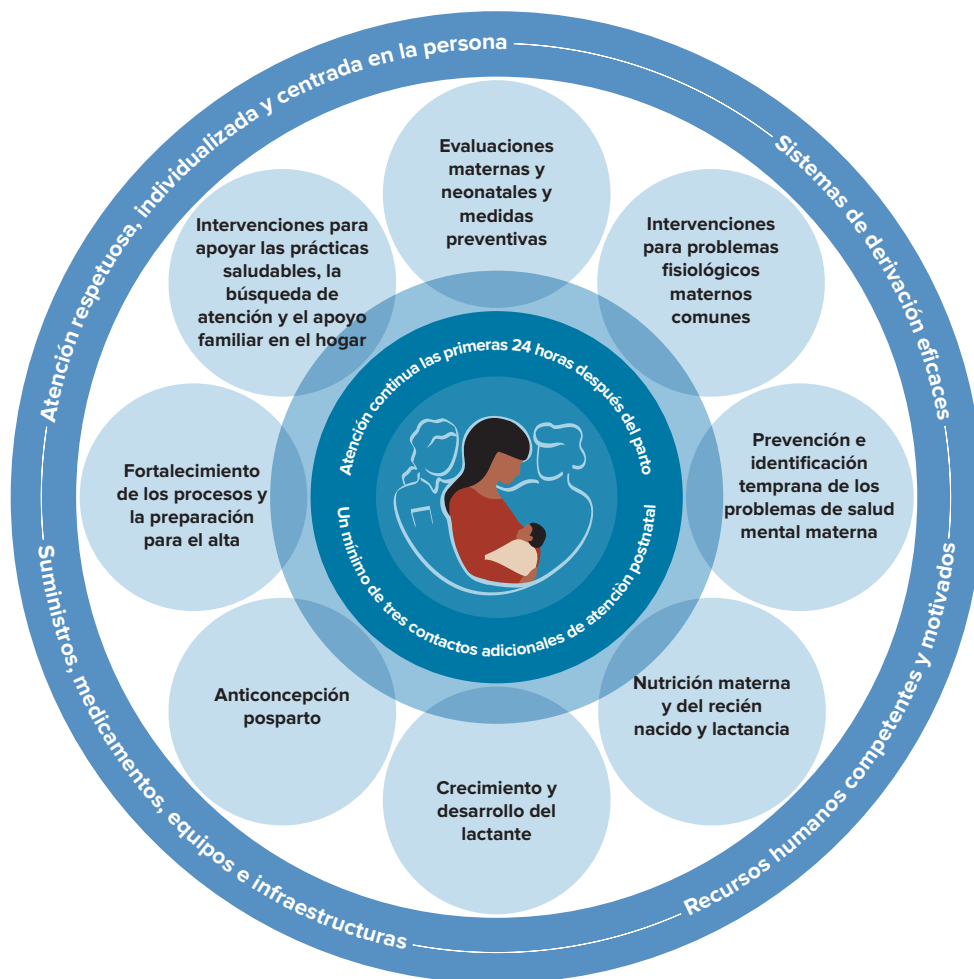 Atención respetuosa, individualizada y centrada en la persona
Sistemas de derivación eficaces
Evaluaciones
maternas y
neonatales y
medidas
preventivas
Intervenciones para
apoyar las prácticas
saludables, la
búsqueda de
atención y el apoyo
familiar en el hogar
Intervenciones
para problemas
fisiológicos
maternos
comunes
Atención continua las primeras 24 horas después del parto
Fortalecimiento
de los procesos y
la preparación
para el alta
Prevención e
identificación
temprana de los
problemas de salud
mental materna
Un mínimo de tres contactos adicionales de atenciòn postnatal
Anticoncepción
posparto
Nutrición materna
y del recién
nacido y lactancia
Crecimiento y
desarrollo del
lactante
Suministros, medicamentos, equipos e infraestructuras
Recursos humanos competentes y motivados